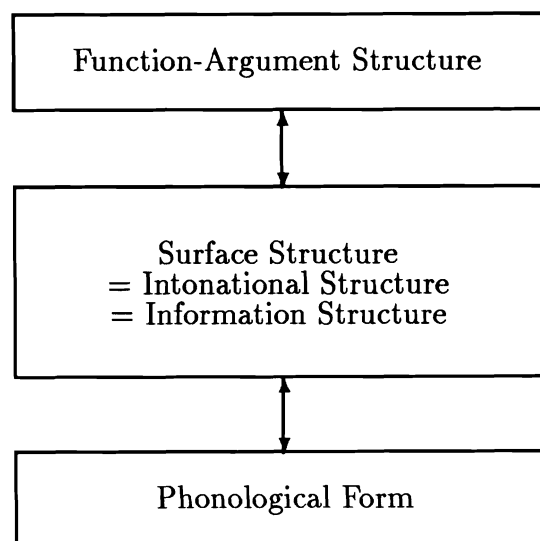 Function-Argument Structure
Surface Structure
= Intonational Structure
= Information Structure
Phonological Form